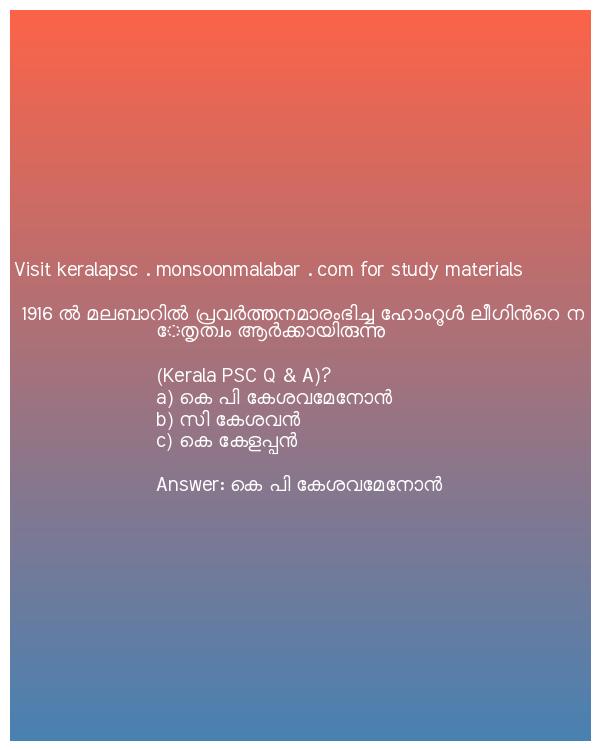 Visit keralapsc . monsoonmalabar . com for study materials
1916 ൽ മലബാറിൽ പ്രവർത്തനമാരംഭിച്ച ഹോംറൂൾ ലീഗിൻറെ ന
േതൃത്വം ആർക്കായിരുന്നു
(Kerala PSC Q & A)?
a) കെ പി കേശവമേനോൻ
b) സി കേശവൻ
c) കെ കേളപ്പൻ
Answer: കെ പി കേശവമേനോൻ